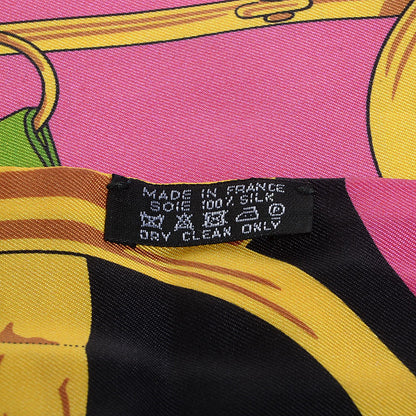 MADE IN FRANCE
SOIE 100% SILK
P
DRY CLEAN ONLY